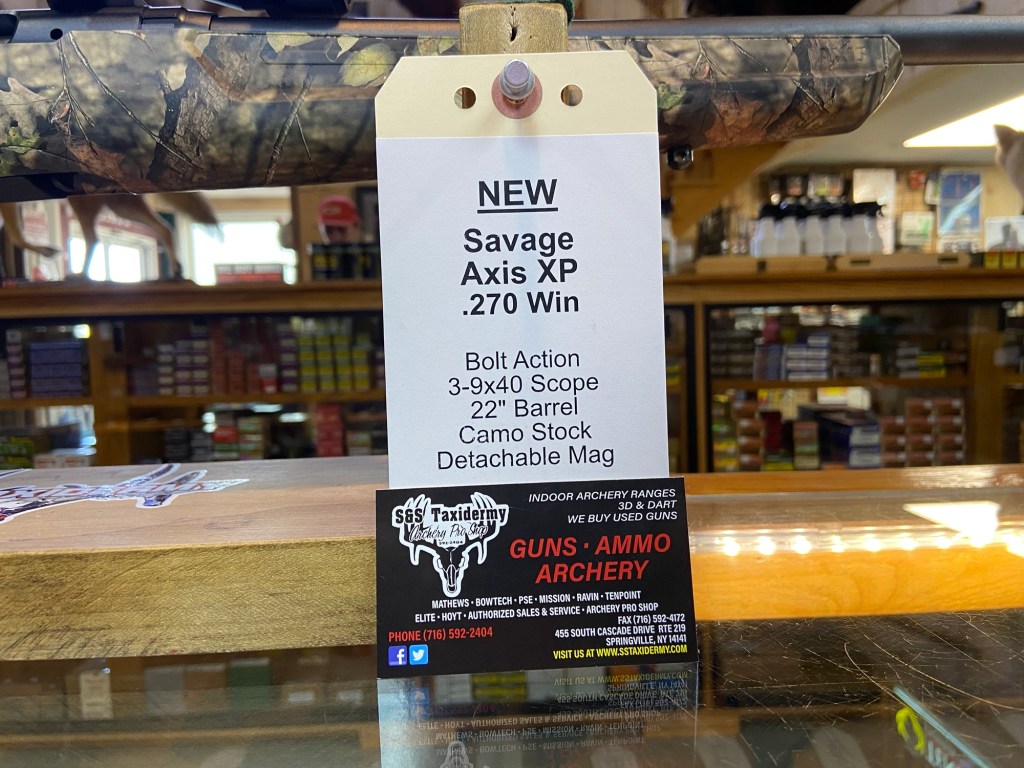 NEW
Savage
Axis XP
.270 Win
Bolt Action
3-9x40 Scope
22" Barrel
Camo Stock
Detachable Mag
S&S Taxidermy
Archery Pro Shop
INDOOR ARCHERY RANGES
3D & DART
WE BUY USED GUNS
GUNS · AMMO
ARCHERY
MATHEWS • BOWTECH • PSE • MISSION • RAVIN • TENPOINT
ELITE • HOYT • AUTHORIZED SALES & SERVICE • ARCHERY PRO SHOP
PHONE (716) 592-2404
FAX (716) 592-4172
455 SOUTH CASCADE DRIVE RTE 219
SPRINGVILLE, NY 14141
VISIT US AT WWW.SSTAXIDERMY.COM